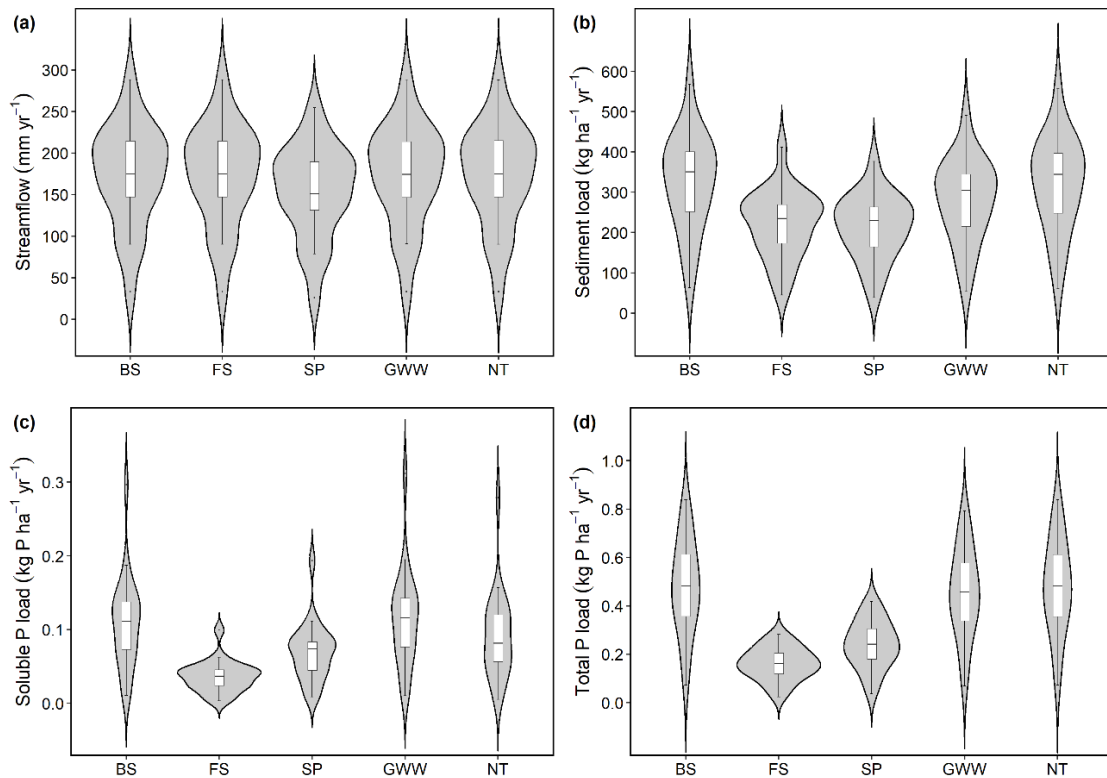 (a)
Streamflow (mm yr⁻¹)
300
250
200
150
100
50
0
BS FS SP GWW NT
(b)
Sediment load (kg ha⁻¹ yr⁻¹)
600
500
400
300
200
100
0
BS FS SP GWW NT
(c)
Soluble P load (kg P ha⁻¹ yr⁻¹)
0.3
0.2
0.1
0.0
BS FS SP GWW NT
(d)
Total P load (kg P ha⁻¹ yr⁻¹)
1.0
0.8
0.6
0.4
0.2
0.0
BS FS SP GWW NT